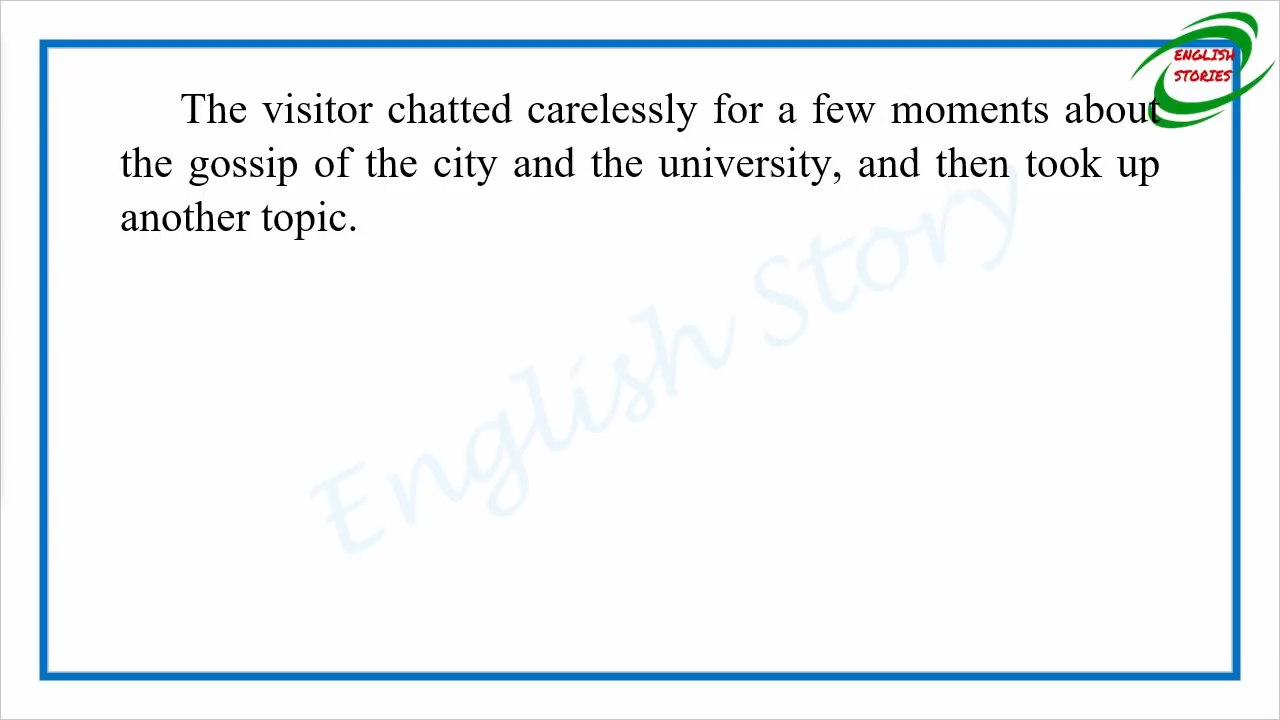 ENGLISH
STORIES
The visitor chatted carelessly for a few moments about
the gossip of the city and the university, and then took up
another topic.
English Story